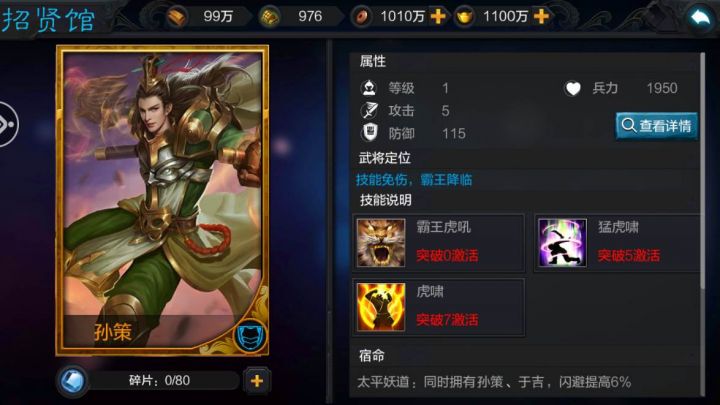 招贤馆
99万
976
1010万
1100万
属性
等级 1
兵力 1950
攻击 5
防御 115
查看详情
武将定位
技能免伤，霸王降临
技能说明
霸王虎吼
突破0激活
猛虎啸
突破5激活
虎啸
突破7激活
孙策
碎片：0/80
宿命
太平妖道：同时拥有孙策、于吉，闪避提高6%